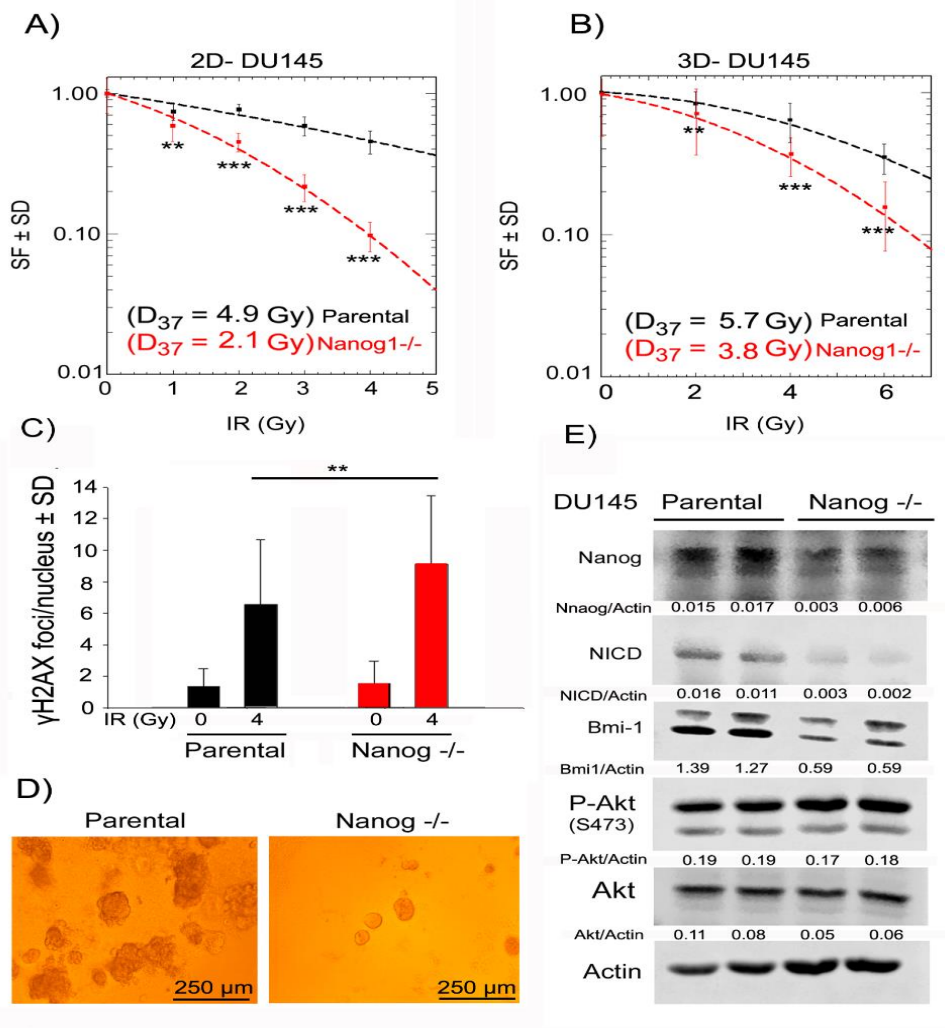 A)
2D- DU145
1.00
0.10
0.01
SF ± SD
**
***
***
***
(D37 = 4.9 Gy) Parental
(D37 = 2.1 Gy) Nanog1-/-
0 1 2 3 4 5
IR (Gy)
B)
3D- DU145
1.00
0.10
0.01
SF ± SD
**
***
***
(D37 = 5.7 Gy) Parental
(D37 = 3.8 Gy) Nanog1-/-
0 2 4 6
IR (Gy)
C)
**
γH2AX foci/nucleus ± SD
14
12
10
8
6
4
2
0
IR (Gy) 0 4 0 4
Parental Nanog -/-
D)
Parental Nanog -/-
250 µm 250 µm
E)
DU145 Parental Nanog -/-
Nanog
Nnaog/Actin 0.015 0.017 0.003 0.006
NICD
NICD/Actin 0.016 0.011 0.003 0.002
Bmi-1
Bmi1/Actin 1.39 1.27 0.59 0.59
P-Akt
(S473)
P-Akt/Actin 0.19 0.19 0.17 0.18
Akt
Akt/Actin 0.11 0.08 0.05 0.06
Actin